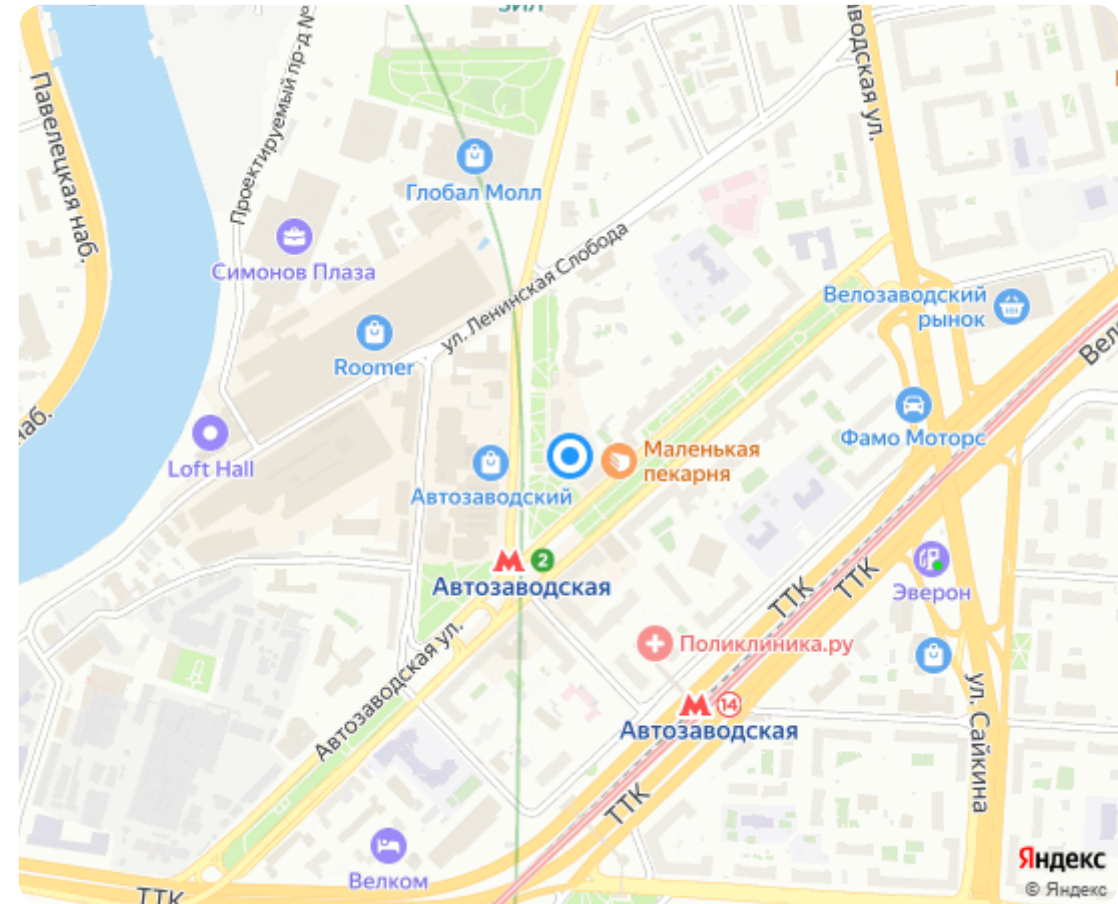 ЗИЛ
Павелецкая наб.
Проектируемый пр-д №
Глобал Молл
Симонов Плаза
ул. Ленинская Слобода
Roomer
Loft Hall
Автозаводский
Маленькая
пекарня
Велозаводский
рынок
Фамо Моторс
2
Автозаводская
Эверон
ТТК
ТТК
Поликлиника.ру
14
Автозаводская
Автозаводская ул.
ул. Сайкина
ТТК
Велком
ТТК
Яндекс
© Яндекс